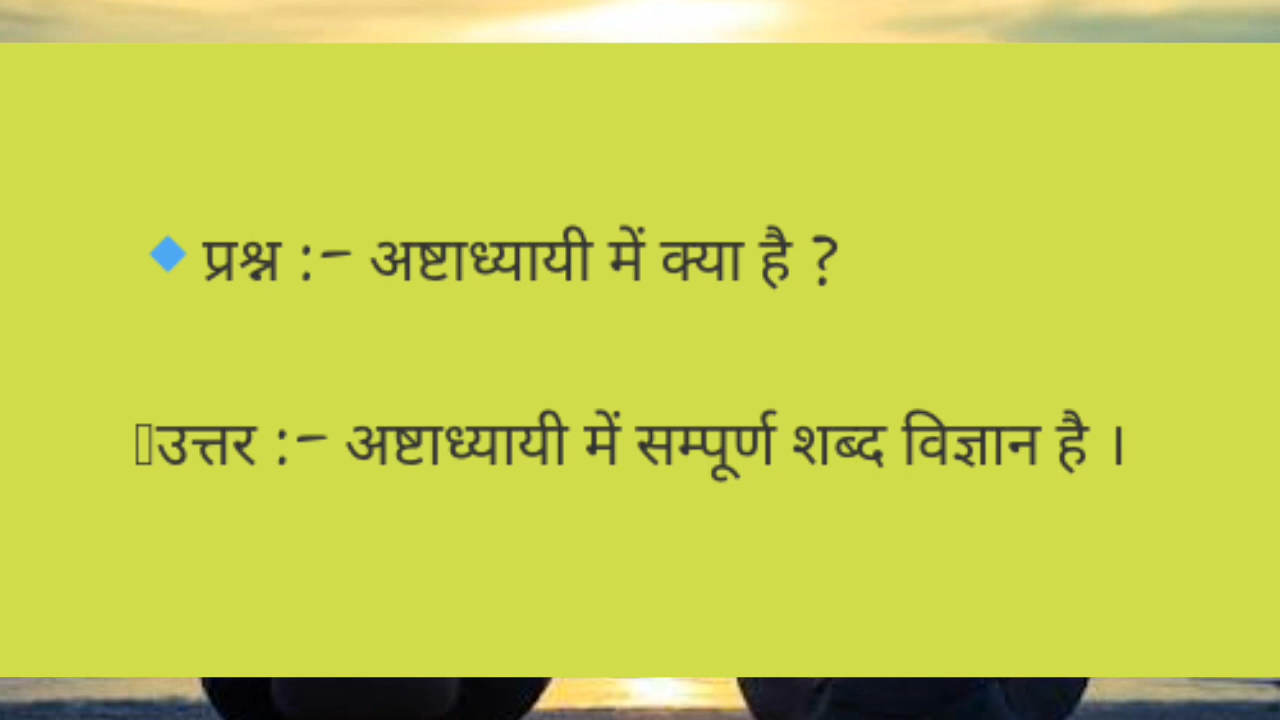 🔷प्रश्न :- अष्टाध्यायी में क्या है ?
उत्तर :- अष्टाध्यायी में सम्पूर्ण शब्द विज्ञान है ।